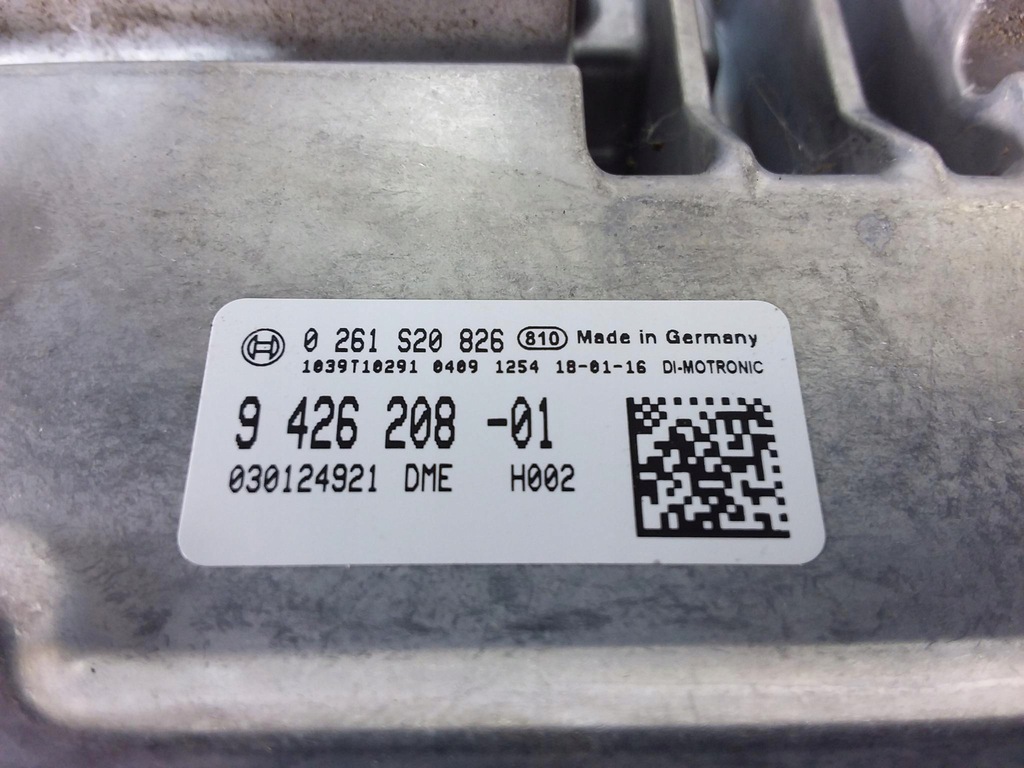 0 261 S20 826 810 Made in Germany
1039T10291 0409 1254 18-01-16 DI-MOTRONIC
9 426 208 -01
030124921 DME H002